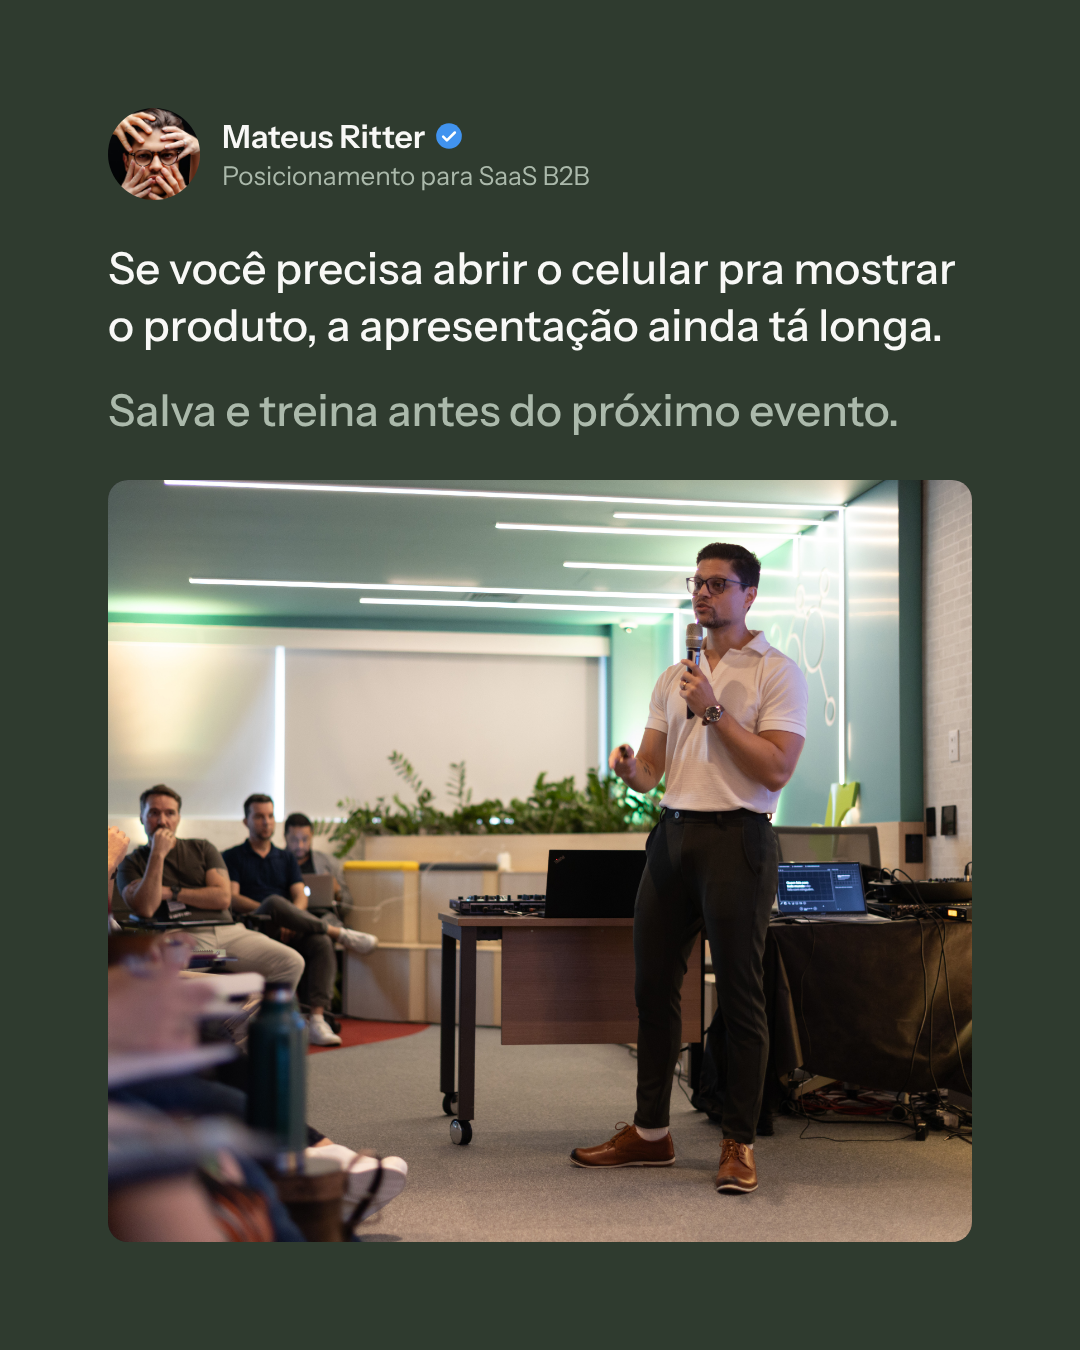 Mateus Ritter
Posicionamento para SaaS B2B
Se você precisa abrir o celular pra mostrar
o produto, a apresentação ainda tá longa.
Salva e treina antes do próximo evento.